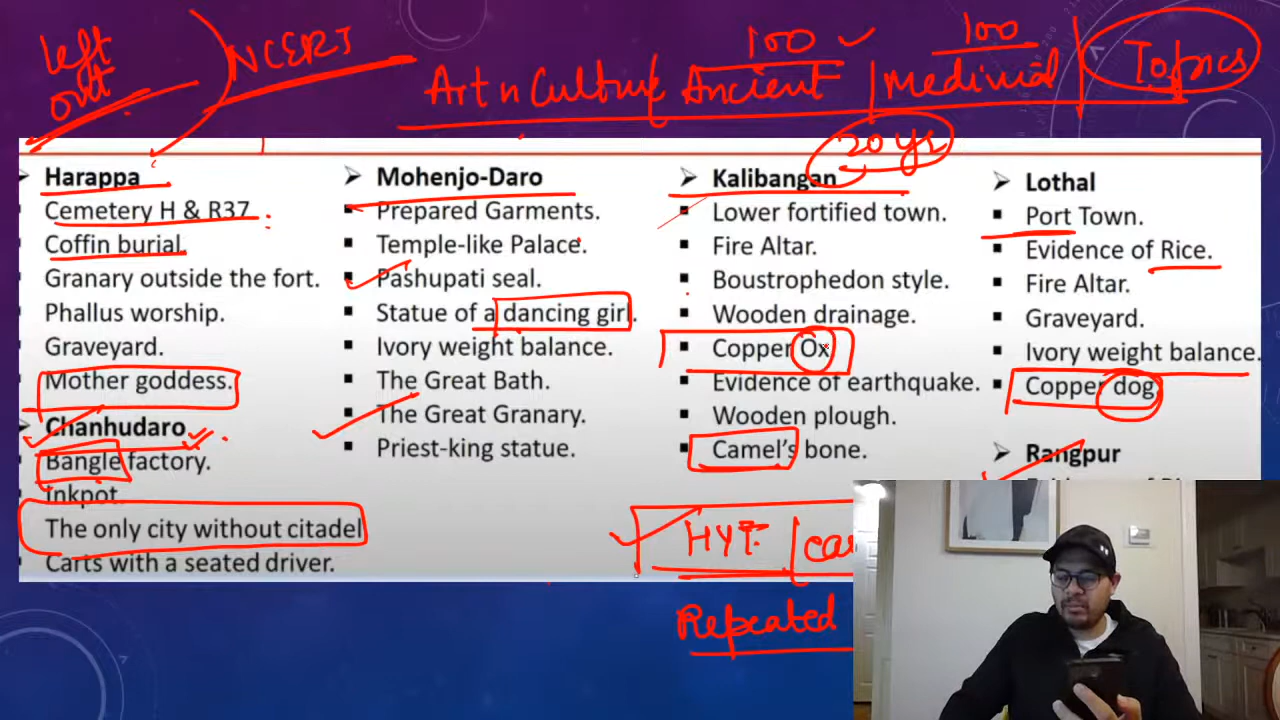 left out
NCERT
Art n Culture Ancient | Medivial | Topics
100
100
20 yr
Harappa
Cemetery H & R37
Coffin burial.
Granary outside the fort.
Phallus worship.
Graveyard.
Mother goddess.
Chanhudaro
Bangle factory.
Inkpot
The only city without citadel
Carts with a seated driver.
Mohenjo-Daro
Prepared Garments.
Temple-like Palace.
Pashupati seal.
Statue of a dancing girl.
Ivory weight balance.
The Great Bath.
The Great Granary.
Priest-king statue.
Kalibangan
Lower fortified town.
Fire Altar.
Boustrophedon style.
Wooden drainage.
Copper Ox
Evidence of earthquake.
Wooden plough.
Camel's bone.
Lothal
Port Town.
Evidence of Rice.
Fire Altar.
Graveyard.
Ivory weight balance.
Copper dog.
Rangpur
Repeated